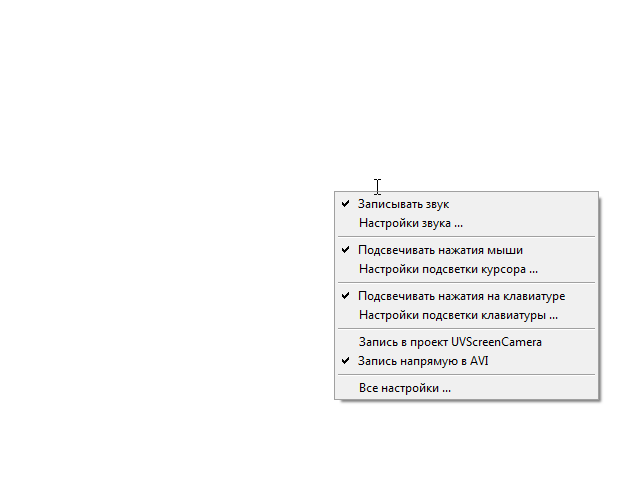 Записывать звук
Настройки звука ...
Подсвечивать нажатия мыши
Настройки подсветки курсора ...
Подсвечивать нажатия на клавиатуре
Настройки подсветки клавиатуры ...
Запись в проект UVScreenCamera
Запись напрямую в AVI
Все настройки ...